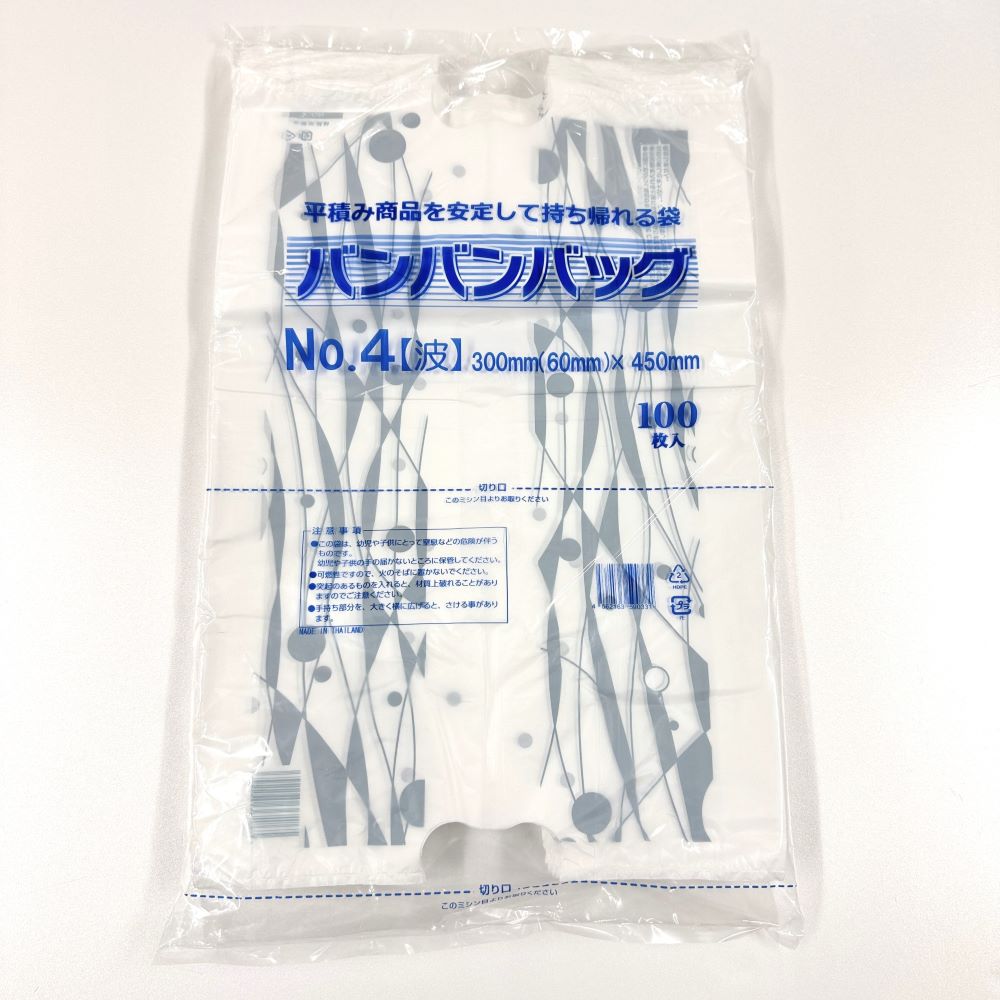 平積み商品を安定して持ち帰れる袋
バンバンバッグ
No.4【波】300mm(60mm)×450mm
100
枚入
切り口
このミシン目よりお取りください
注意事項
●この袋は、幼児や子供にとって窒息などの危険が伴う
ものです。
幼児や子供の手の届かないところに保管してください。
●可燃性ですので、火のそばに置かないでください。
●突起のあるものを入れると、材質上破れることがあり
ますのでご注意ください。
●手持ち部分を、大きく横に広げると、さける事があり
ます。
MADE IN THAILAND
2
HDPE
プラ
PE
切り口
このミシン目よりお取りください